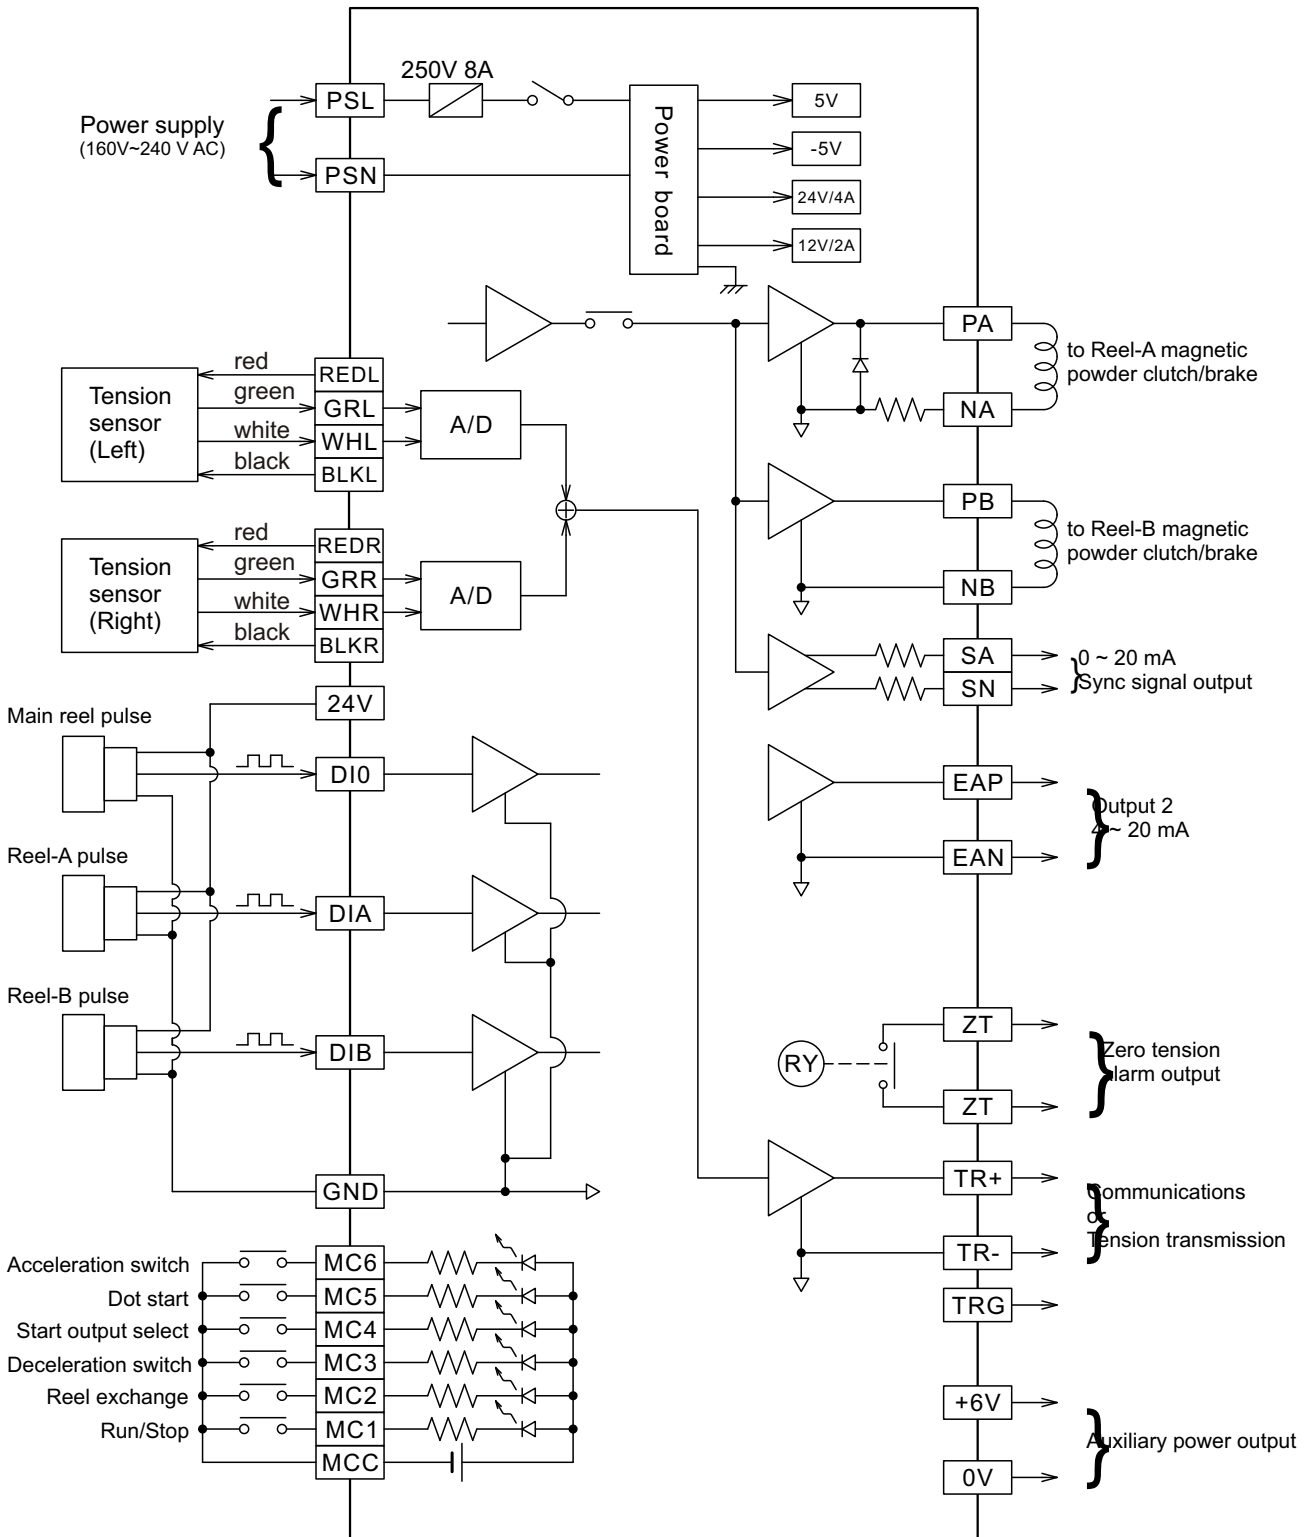 250V 8A
PSL
Power supply
(160V~240 V AC)
PSN
Power board
5V
-5V
24V/4A
12V/2A
Tension
sensor
(Left)
red
green
white
black
REDL
GRL
WHL
BLKL
A/D
Tension
sensor
(Right)
red
green
white
black
REDR
GRR
WHR
BLKR
A/D
24V
Main reel pulse
DI0
Reel-A pulse
DIA
Reel-B pulse
DIB
GND
Acceleration switch
MC6
Dot start
MC5
Start output select
MC4
Deceleration switch
MC3
Reel exchange
MC2
Run/Stop
MC1
MCC
PA
NA
to Reel-A magnetic
powder clutch/brake
PB
NB
to Reel-B magnetic
powder clutch/brake
SA
SN
0 ~ 20 mA
Sync signal output
EAP
EAN
Output 2
4 ~ 20 mA
RY
ZT
ZT
Zero tension
alarm output
TR+
TR-
Communications
or
Tension transmission
TRG
+6V
0V
Auxiliary power output